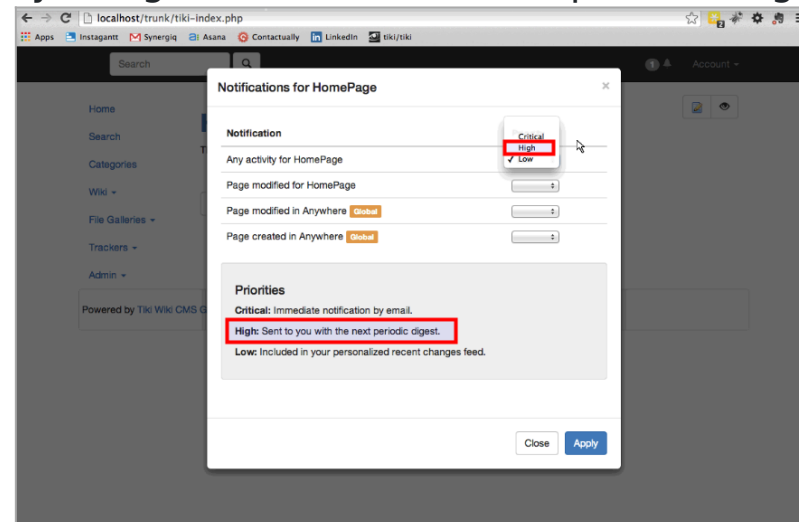 localhost/trunk/tiki-index.php
Apps Instagantt Synergiq Asana Contactually LinkedIn tiki/tiki
Search
1 Account
Notifications for HomePage ×
Home
Search
Categories
Wiki
File Galleries
Trackers
Admin
Powered by Tiki Wiki CMS G
Notification
Critical
High
✓ Low
Any activity for HomePage
Page modified for HomePage
Page modified in Anywhere Global
Page created in Anywhere Global
Priorities
Critical: Immediate notification by email.
High: Sent to you with the next periodic digest.
Low: Included in your personalized recent changes feed.
Close Apply